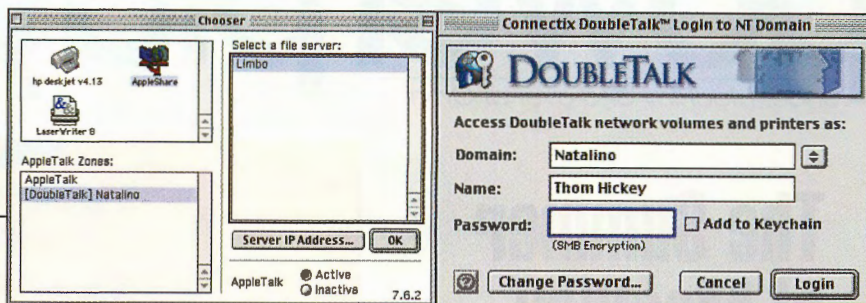 Chooser
hp deskjet v4.13
AppleShare
LaserWriter 8
AppleTalk Zones:
AppleTalk
[DoubleTalk] Natalino
Select a file server:
Limbo
Server IP Address...
OK
AppleTalk
Active
Inactive
7.6.2
Connectix DoubleTalk™ Login to NT Domain
DOUBLETALK
Access DoubleTalk network volumes and printers as:
Domain: Natalino
Name: Thom Hickey
Password:
Add to Keychain
(SMB Encryption)
?
Change Password...
Cancel
Login